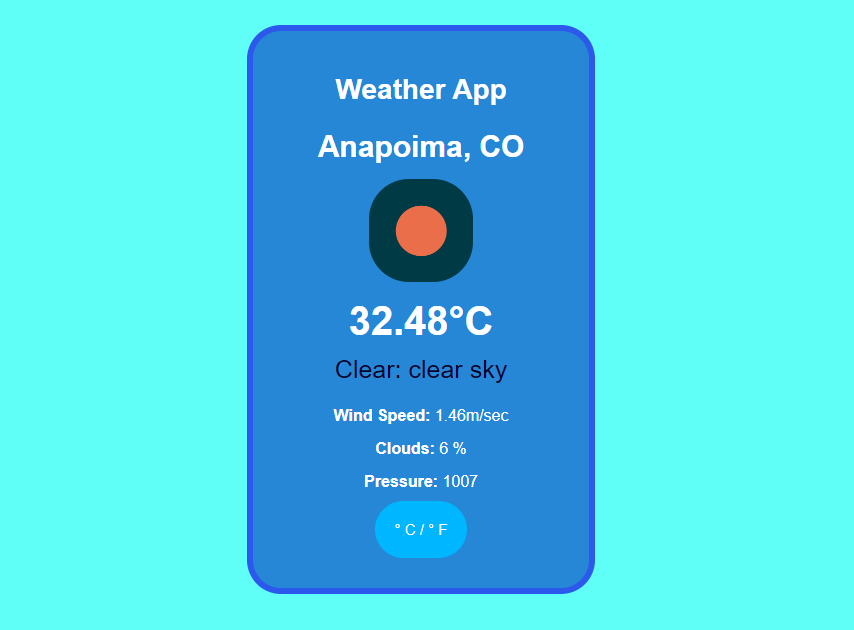 Weather App
Anapoima, CO
32.48°C
Clear: clear sky
Wind Speed: 1.46m/sec
Clouds: 6 %
Pressure: 1007
° C / ° F